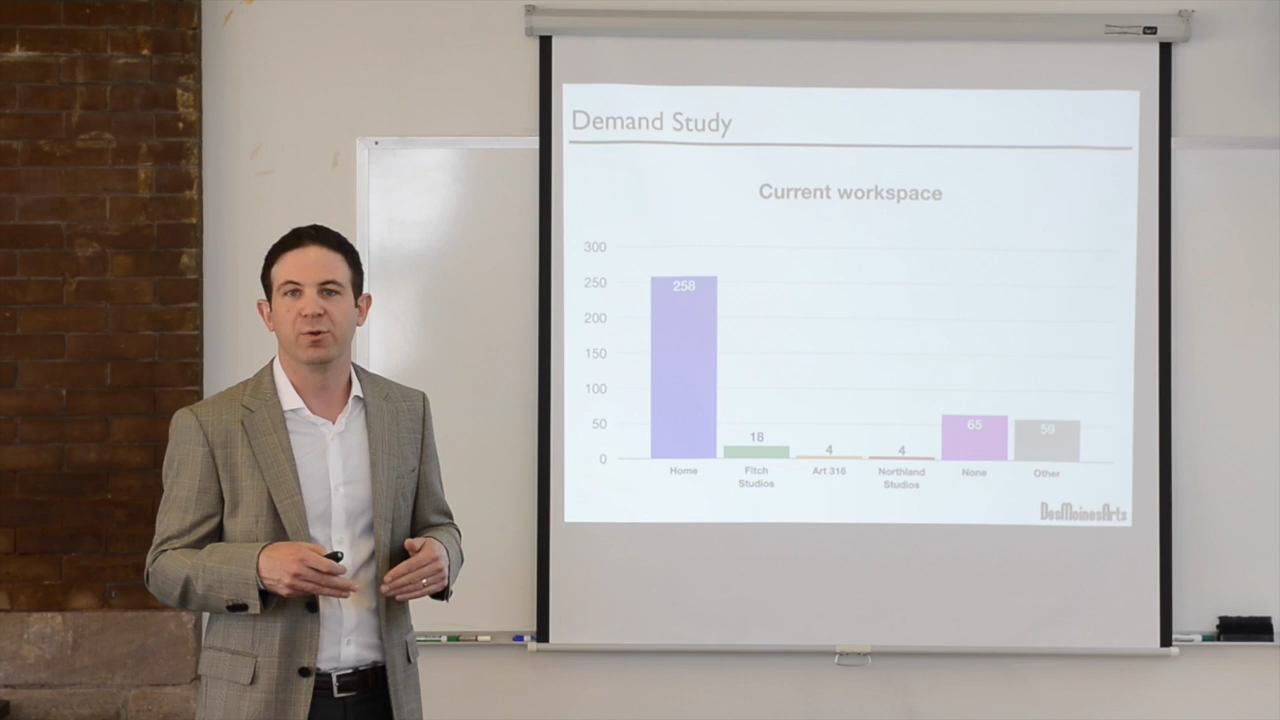 Demand Study
Current workspace
300
250
200
150
100
50
0
258
18
4
4
65
59
Home
Fitch
Studios
Art 316
Northland
Studios
None
Other
DesMoinesArts